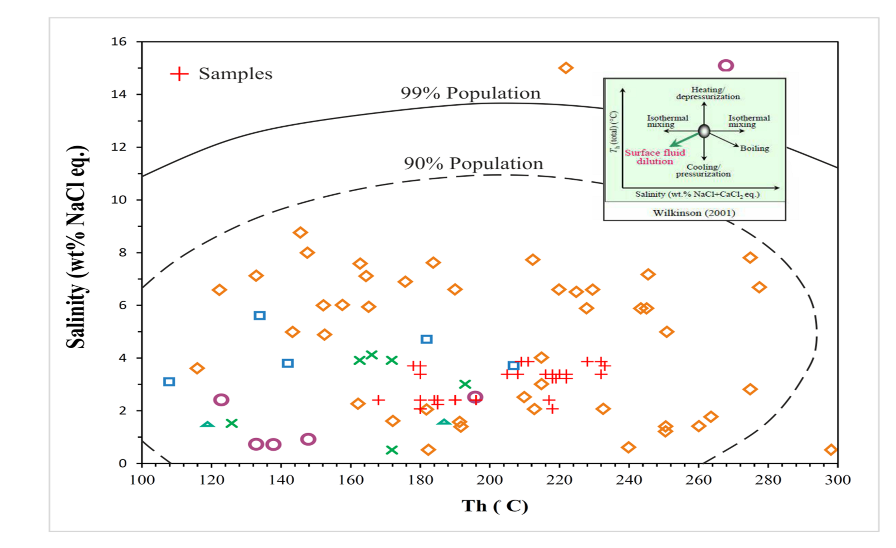 16
14
12
10
8
6
4
2
0
Salinity (wt% NaCl eq.)
Samples
99% Population
90% Population
Heating/
depressurization
Isothermal
mixing
Isothermal
mixing
Boiling
Surface fluid
dilution
Cooling/
pressurization
Th (total) (°C)
Salinity (wt.% NaCl+CaCl₂ eq.)
Wilkinson (2001)
100 120 140 160 180 200 220 240 260 280 300
Th ( C)